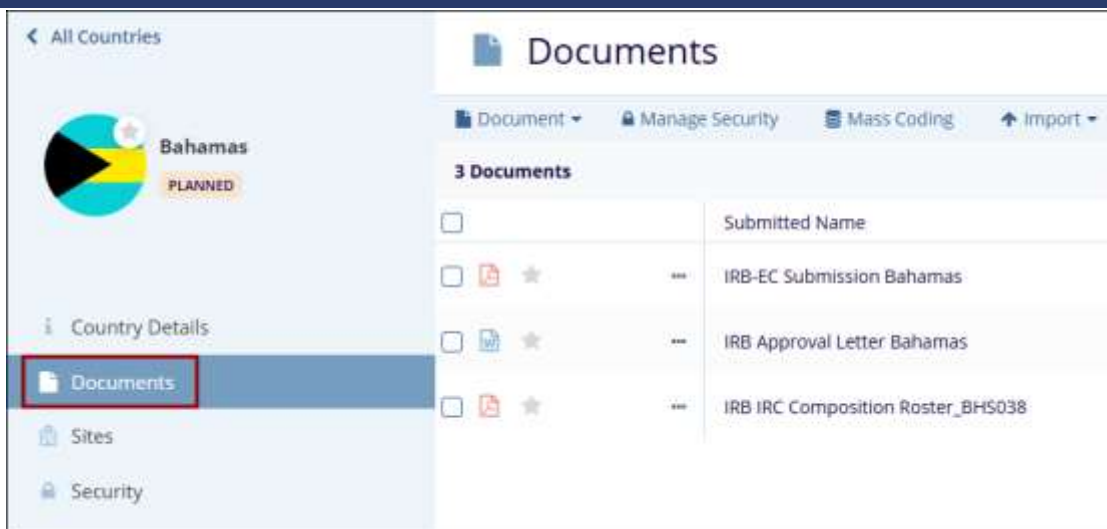 All Countries
Bahamas
PLANNED
Country Details
Documents
Sites
Security
Documents
Document Manage Security Mass Coding Import
3 Documents
Submitted Name
IRB-EC Submission Bahamas
IRB Approval Letter Bahamas
IRB IRC Composition Roster_BHS038